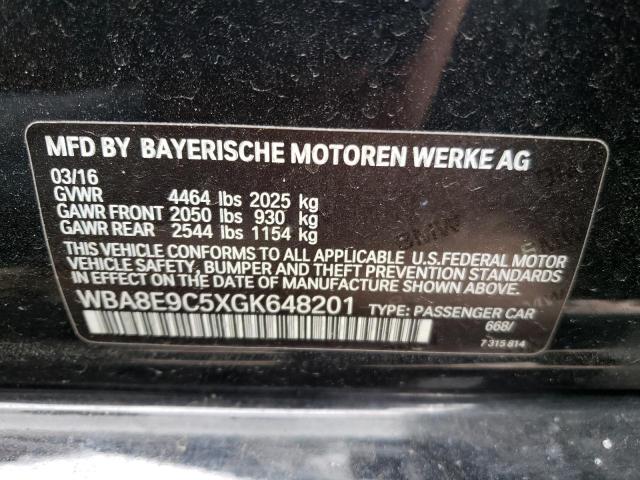 MFD BY BAYERISCHE MOTOREN WERKE AG
03/16
GVWR 4464 lbs 2025 kg
GAWR FRONT 2050 lbs 930 kg
GAWR REAR 2544 lbs 1154 kg
THIS VEHICLE CONFORMS TO ALL APPLICABLE U.S.FEDERAL MOTOR
VEHICLE SAFETY, BUMPER, AND THEFT PREVENTION
STANDARDS IN EFFECT ON THE DATE OF MANUFACTURE SHOWN ABOVE.
WBA8E9C5XGK648201 TYPE: PASSENGER CAR
668/
7 315 814
BMW